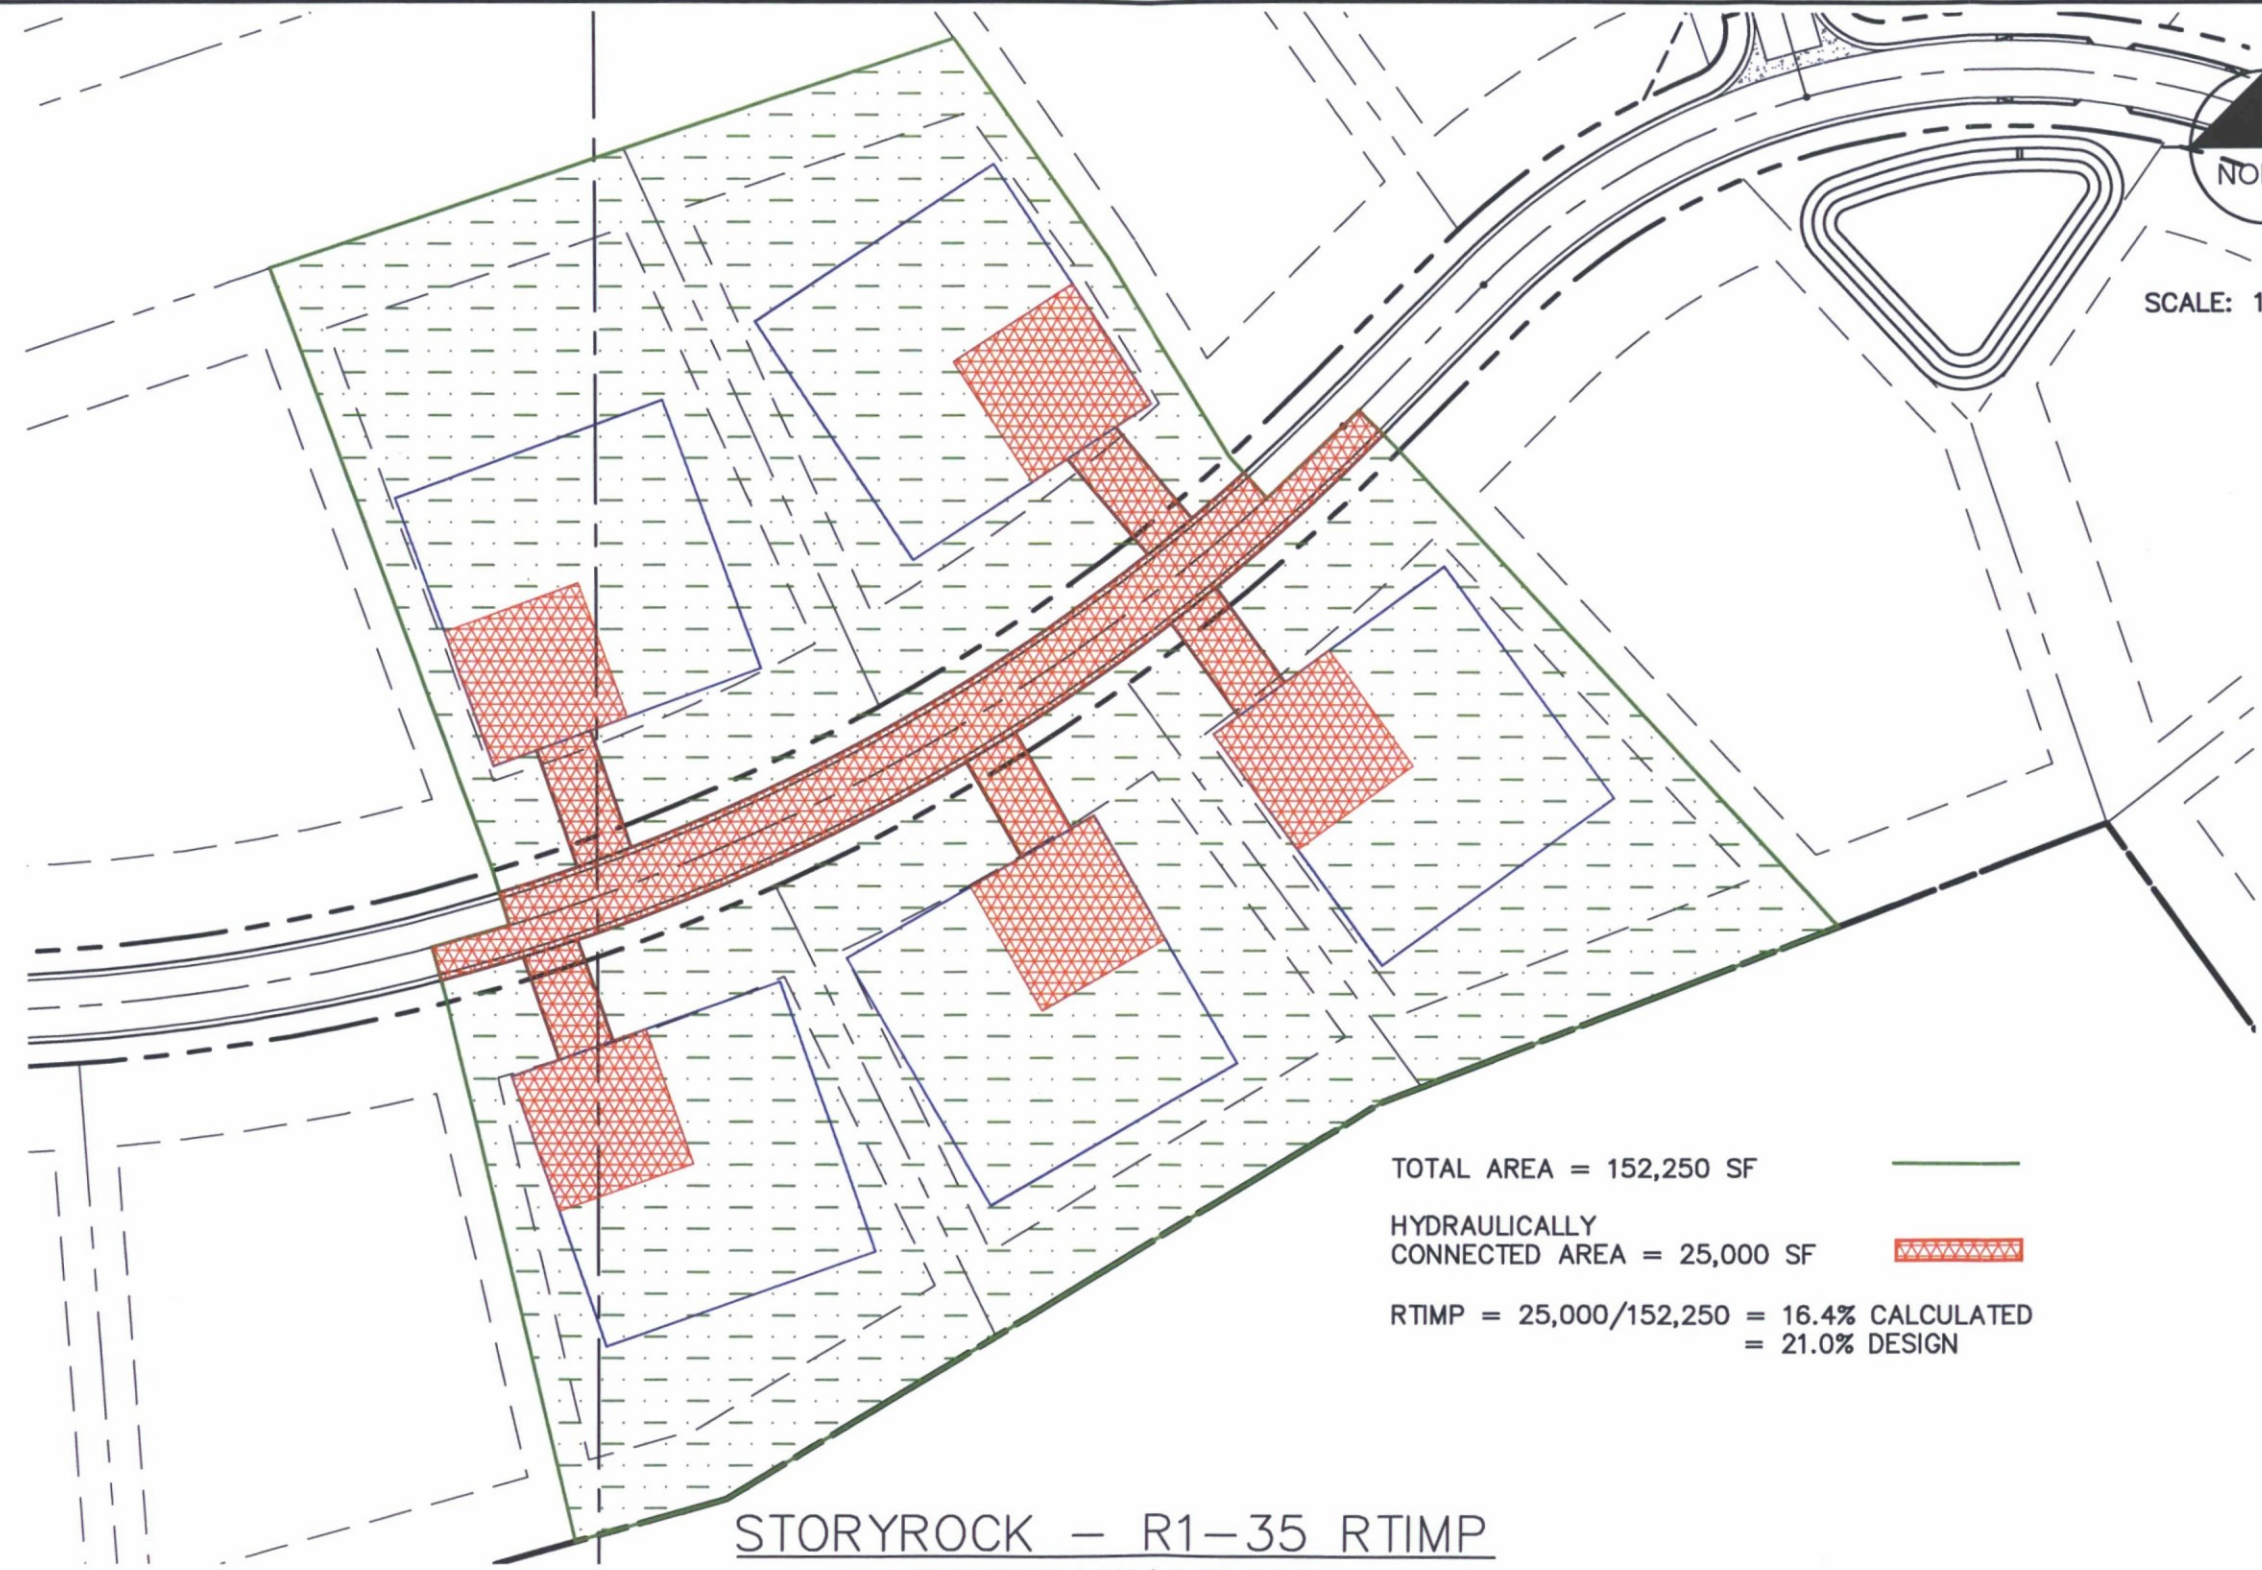 SCALE: 1
TOTAL AREA = 152,250 SF
HYDRAULICALLY
CONNECTED AREA = 25,000 SF
RTIMP = 25,000/152,250 = 16.4% CALCULATED
= 21.0% DESIGN
STORYROCK - R1-35 RTIMP